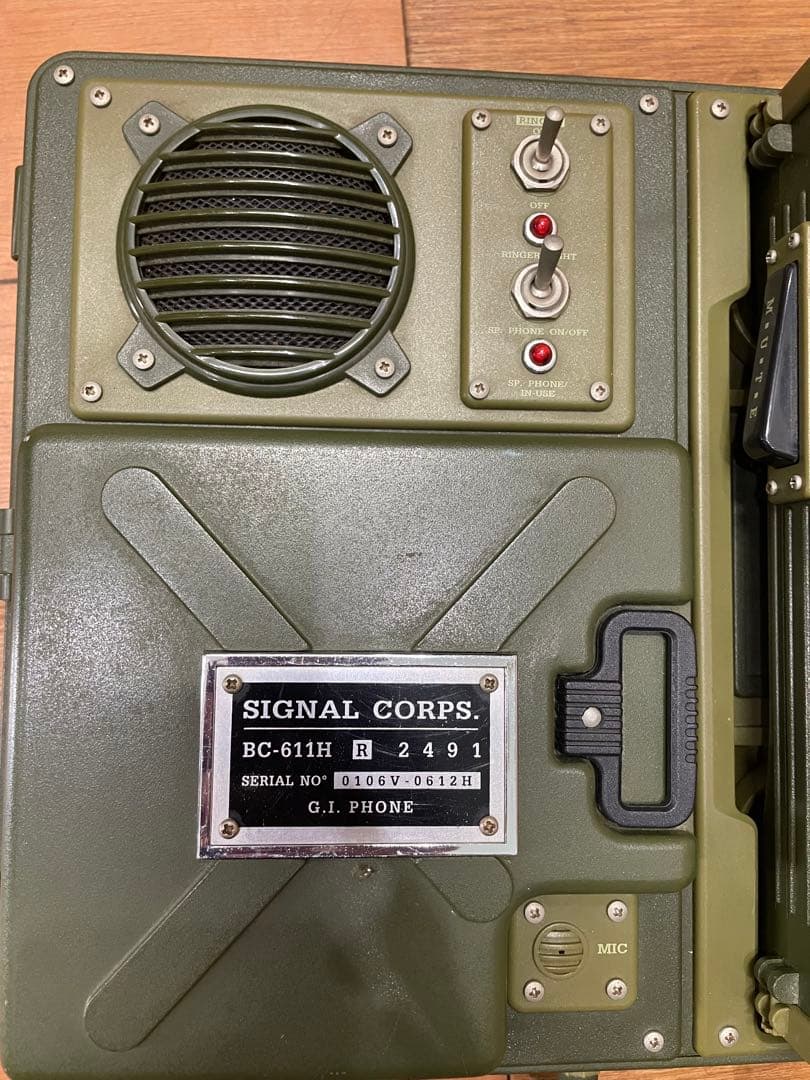 RINGER
OFF
RINGER LIGHT
SP. PHONE ON/OFF
SP. PHONE/
IN-USE
M·U·T·E
SIGNAL CORPS.
BC-611H R 2491
SERIAL NO° 0106V-0612H
G.I. PHONE
MIC